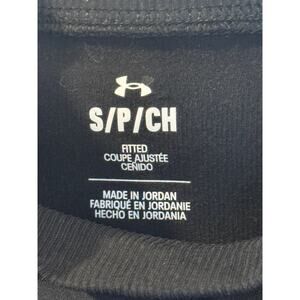 S/P/CH
FITTED
COUPE AJUSTÉE
CEÑIDO
MADE IN JORDAN
FABRIQUÉ EN JORDANIE
HECHO EN JORDANIA